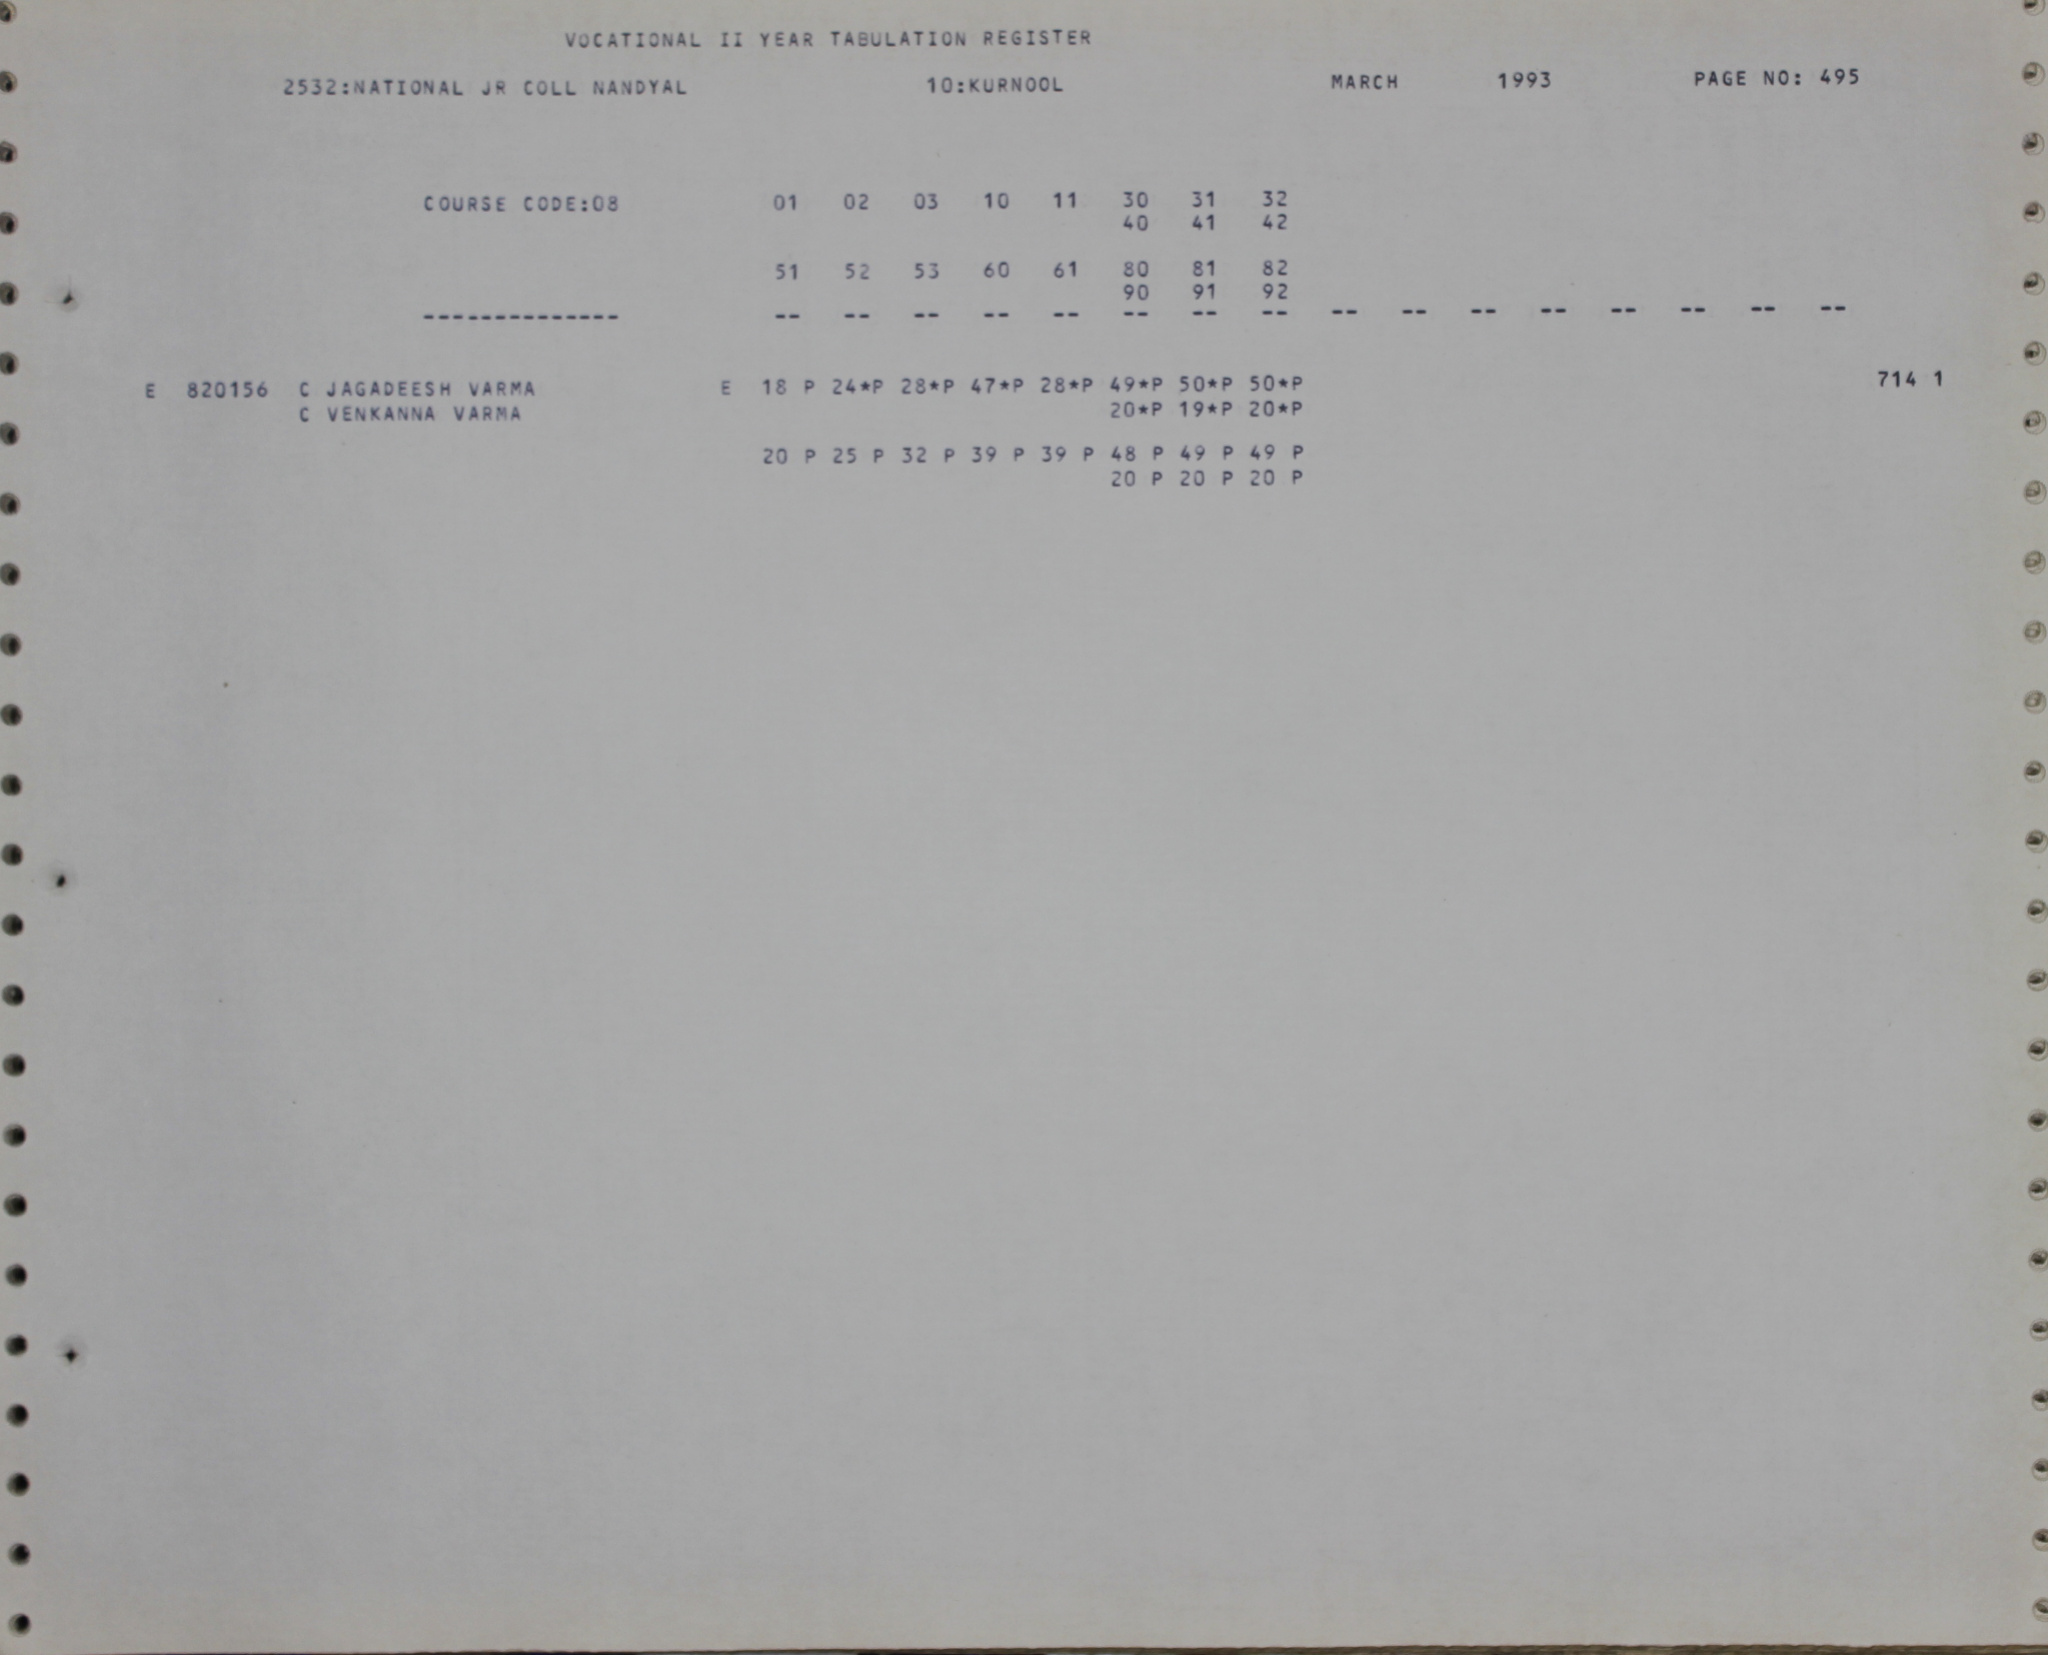 VOCATIONAL II YEAR TABULATION REGISTER
2532:NATIONAL JR COLL NANDYAL 10:KURNOOL MARCH 1993 PAGE NO: 495
COURSE CODE:08 01 02 03 10 11 30 31 32
40 41 42
51 52 53 60 61 80 81 82
90 91 92
-------------- -- -- -- -- -- -- -- -- -- -- -- -- -- -- -- --
E 820156 C JAGADEESH VARMA E 18 P 24*P 28*P 47*P 28*P 49*P 50*P 50*P 714 1
C VENKANNA VARMA 20*P 19*P 20*P
20 P 25 P 32 P 39 P 39 P 48 P 49 P 49 P
20 P 20 P 20 P